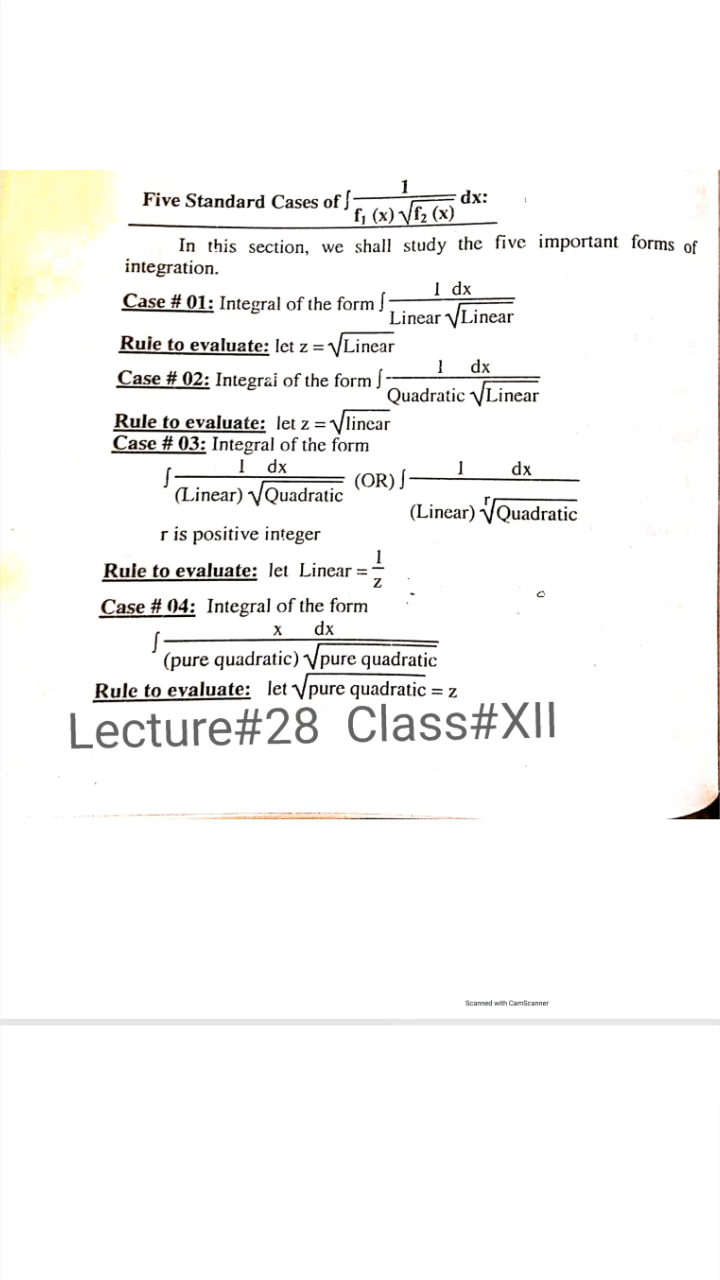 Five Standard Cases of ∫ 1 / f₁ (x) √f₂ (x) dx:
In this section, we shall study the five important forms of
integration.
Case # 01: Integral of the form ∫ 1 dx / Linear √Linear
Rule to evaluate: let z = √Linear
Case # 02: Integral of the form ∫ 1 dx / Quadratic √Linear
Rule to evaluate: let z = √linear
Case # 03: Integral of the form
∫ 1 dx / (Linear) √Quadratic (OR) ∫ 1 dx / (Linear) ʳ√Quadratic
r is positive integer
Rule to evaluate: let Linear = 1/z
Case # 04: Integral of the form
∫ x dx / (pure quadratic) √pure quadratic
Rule to evaluate: let √pure quadratic = z
Lecture#28 Class#XII
Scanned with CamScanner